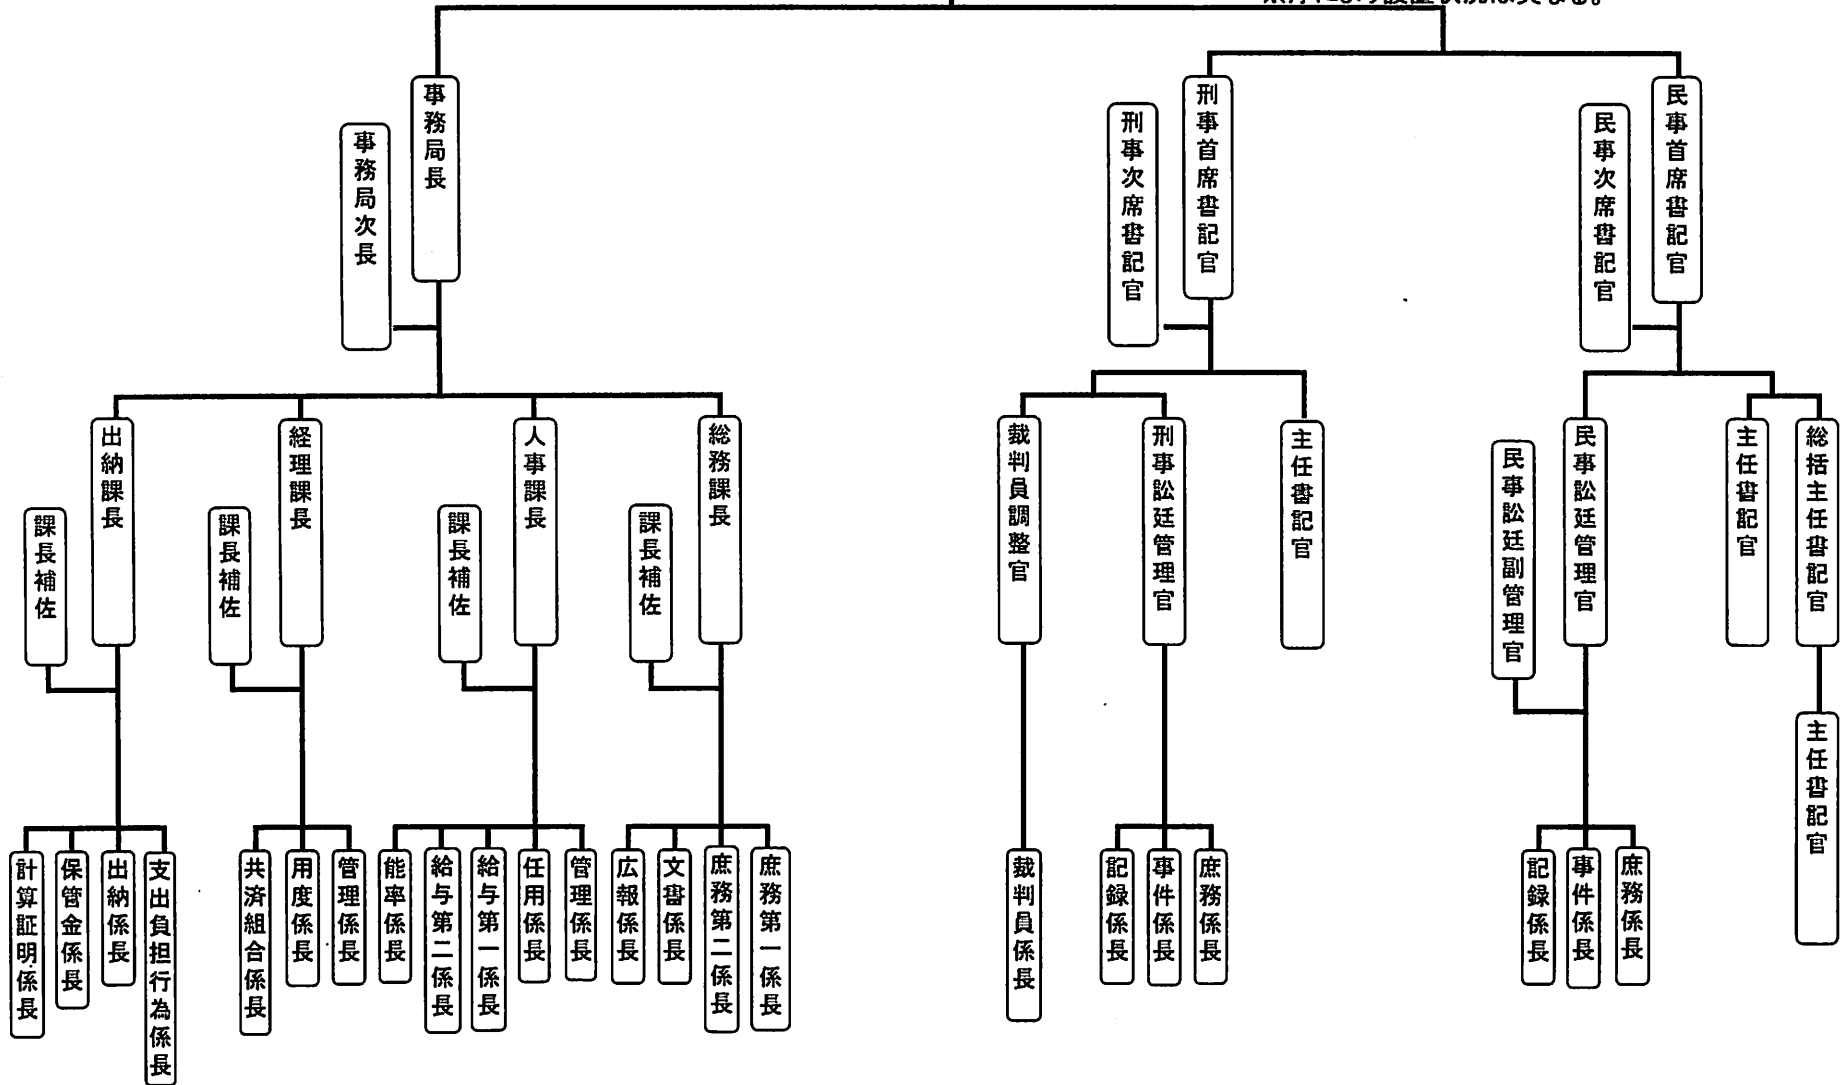 事務局長
事務局次長
刑事首席書記官
刑事次席書記官
民事首席書記官
民事次席書記官
出納課長
課長補佐
経理課長
課長補佐
人事課長
課長補佐
総務課長
課長補佐
裁判員調整官
刑事訟廷管理官
主任書記官
民事訟廷管理官
民事訟廷副管理官
主任書記官
総括主任書記官
主任書記官
計算証明係長
保管金係長
出納係長
支出負担行為係長
共済組合係長
用度係長
管理係長
能率係長
給与第二係長
給与第一係長
任用係長
管理係長
広報係長
文書係長
庶務第二係長
庶務第一係長
裁判員係長
記録係長
事件係長
庶務係長
記録係長
事件係長
庶務係長